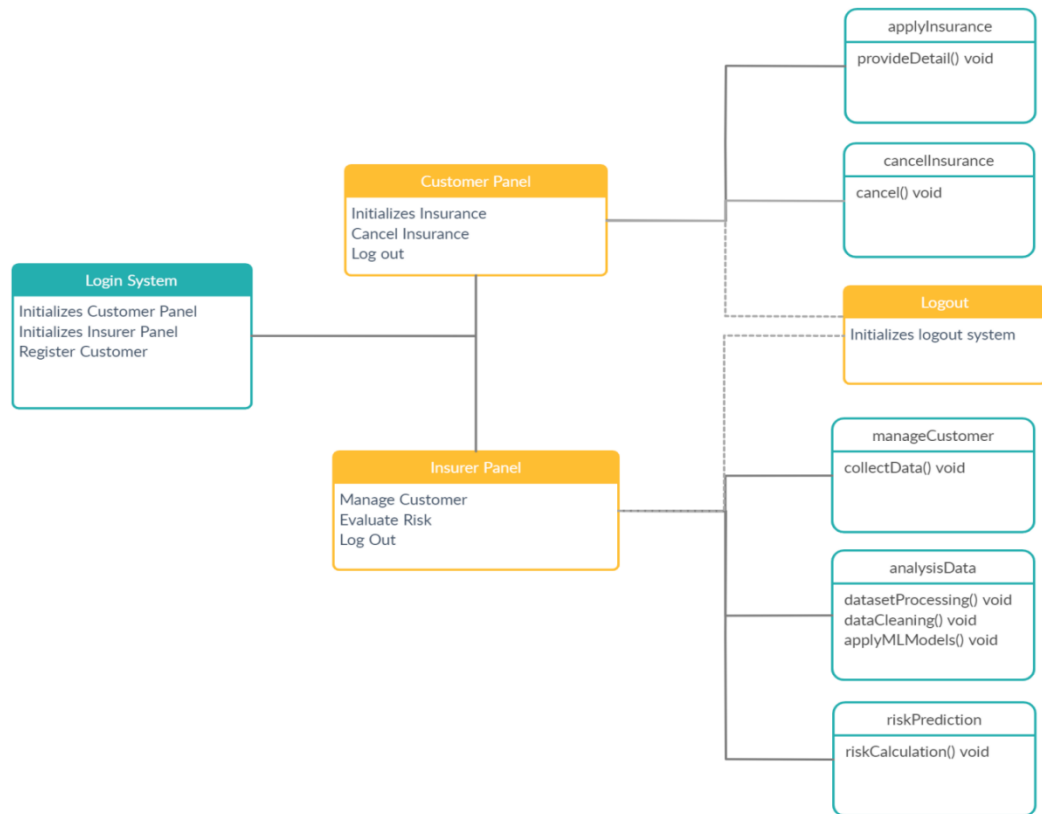 applyInsurance
provideDetail() void
cancelInsurance
cancel() void
Customer Panel
Initializes Insurance
Cancel Insurance
Log out
Login System
Initializes Customer Panel
Initializes Insurer Panel
Register Customer
Logout
Initializes logout system
Insurer Panel
Manage Customer
Evaluate Risk
Log Out
manageCustomer
collectData() void
analysisData
datasetProcessing() void
dataCleaning() void
applyMLModels() void
riskPrediction
riskCalculation() void